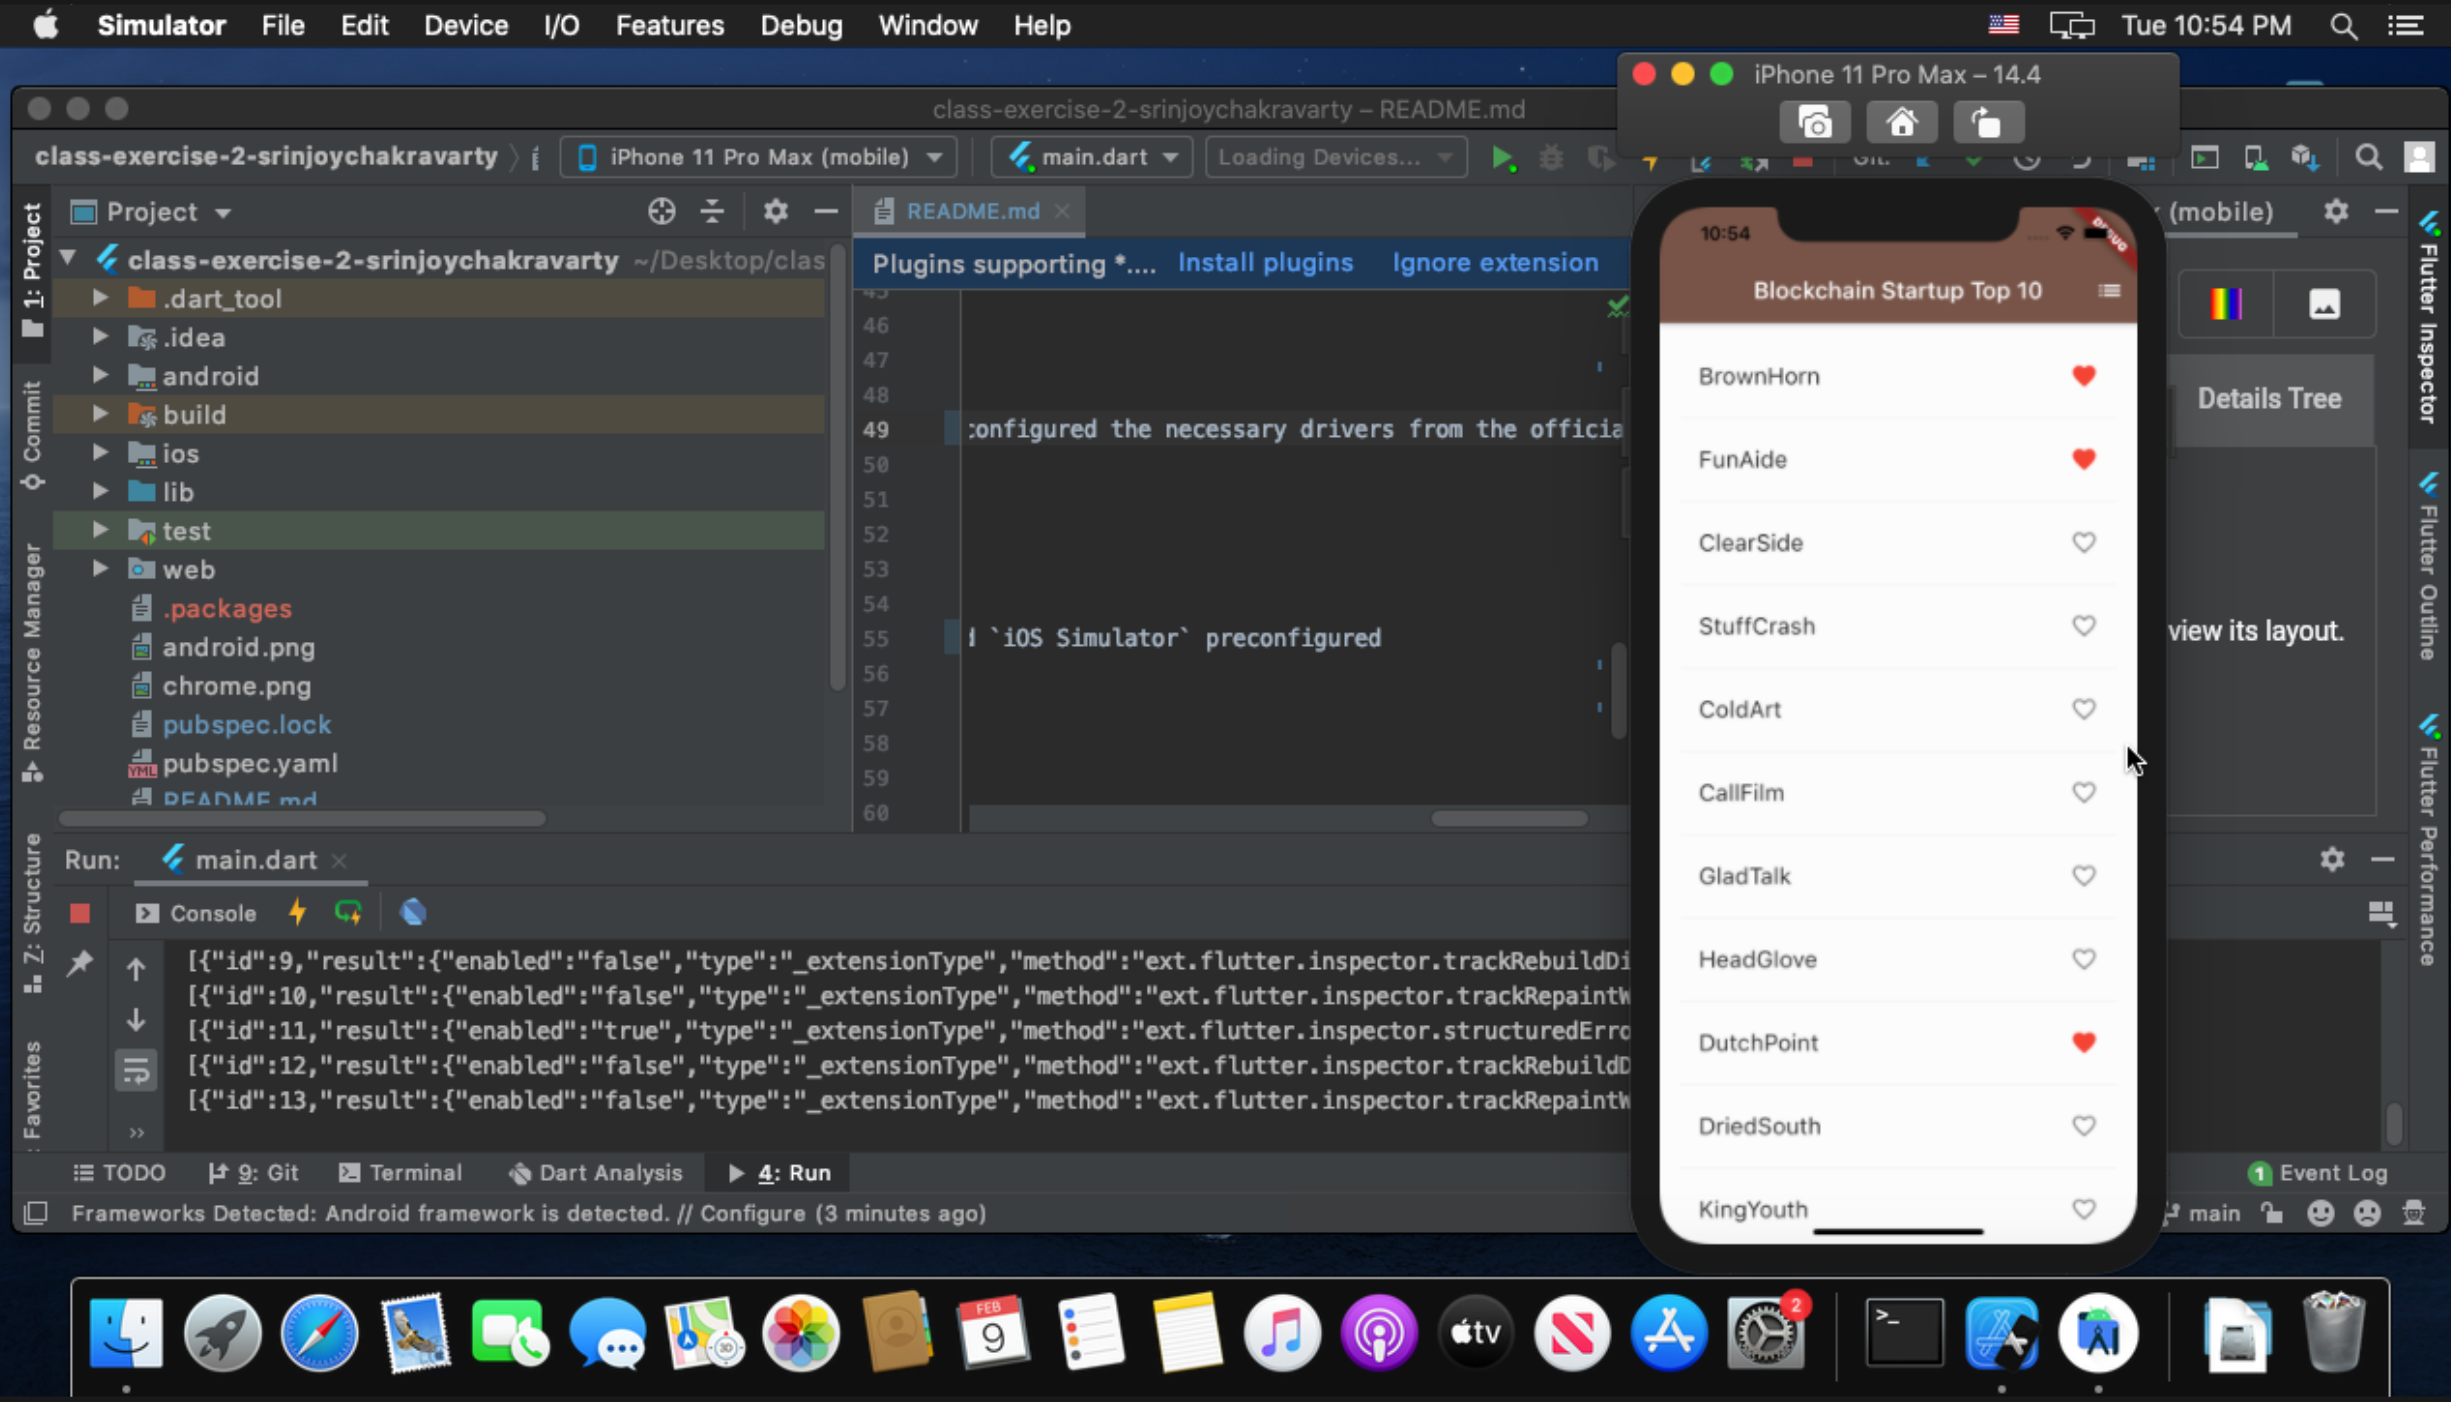 Simulator File Edit Device I/O Features Debug Window Help Tue 10:54 PM
iPhone 11 Pro Max – 14.4
class-exercise-2-srinjoychakravarty – README.md
class-exercise-2-srinjoychakravarty iPhone 11 Pro Max (mobile) main.dart Loading Devices... Git:
1: Project
Commit
Resource Manager
Z: Structure
Favorites
Project
class-exercise-2-srinjoychakravarty ~/Desktop/clas
.dart_tool
.idea
android
build
ios
lib
test
web
.packages
android.png
chrome.png
pubspec.lock
pubspec.yaml
YML
README.md
README.md
Plugins supporting *.... Install plugins Ignore extension
45
46
47
48
49 configured the necessary drivers from the officia
50
51
52
53
54
55 d `iOS Simulator` preconfigured
56
57
58
59
60
10:54
DEBUG
Blockchain Startup Top 10
BrownHorn
FunAide
ClearSide
StuffCrash
ColdArt
CallFilm
GladTalk
HeadGlove
DutchPoint
DriedSouth
KingYouth
(mobile)
Details Tree
view its layout.
Flutter Inspector
Flutter Outline
Flutter Performance
Run: main.dart
Console
[{"id":9,"result":{"enabled":"false","type":"_extensionType","method":"ext.flutter.inspector.trackRebuildDi
[{"id":10,"result":{"enabled":"false","type":"_extensionType","method":"ext.flutter.inspector.trackRepaintW
[{"id":11,"result":{"enabled":"true","type":"_extensionType","method":"ext.flutter.inspector.structuredErro
[{"id":12,"result":{"enabled":"false","type":"_extensionType","method":"ext.flutter.inspector.trackRebuildD
[{"id":13,"result":{"enabled":"false","type":"_extensionType","method":"ext.flutter.inspector.trackRepaintW
TODO 9: Git Terminal Dart Analysis 4: Run 1 Event Log
Frameworks Detected: Android framework is detected. // Configure (3 minutes ago) main
FEB
9
3D
tv
2
>_